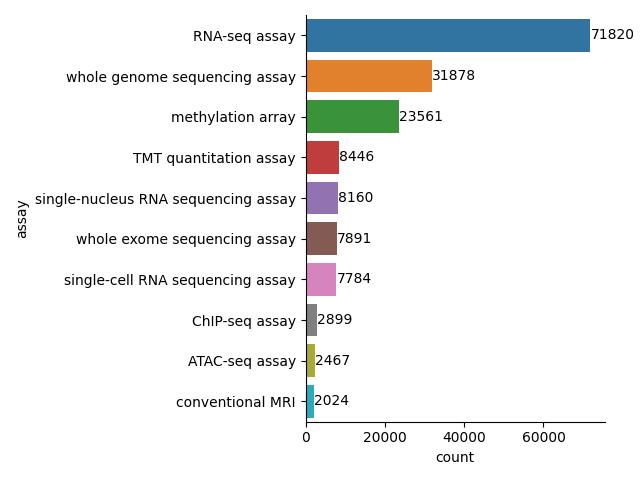 RNA-seq assay 71820
whole genome sequencing assay 31878
methylation array 23561
TMT quantitation assay 8446
single-nucleus RNA sequencing assay 8160
whole exome sequencing assay 7891
single-cell RNA sequencing assay 7784
ChIP-seq assay 2899
ATAC-seq assay 2467
conventional MRI 2024
assay
0 20000 40000 60000
count